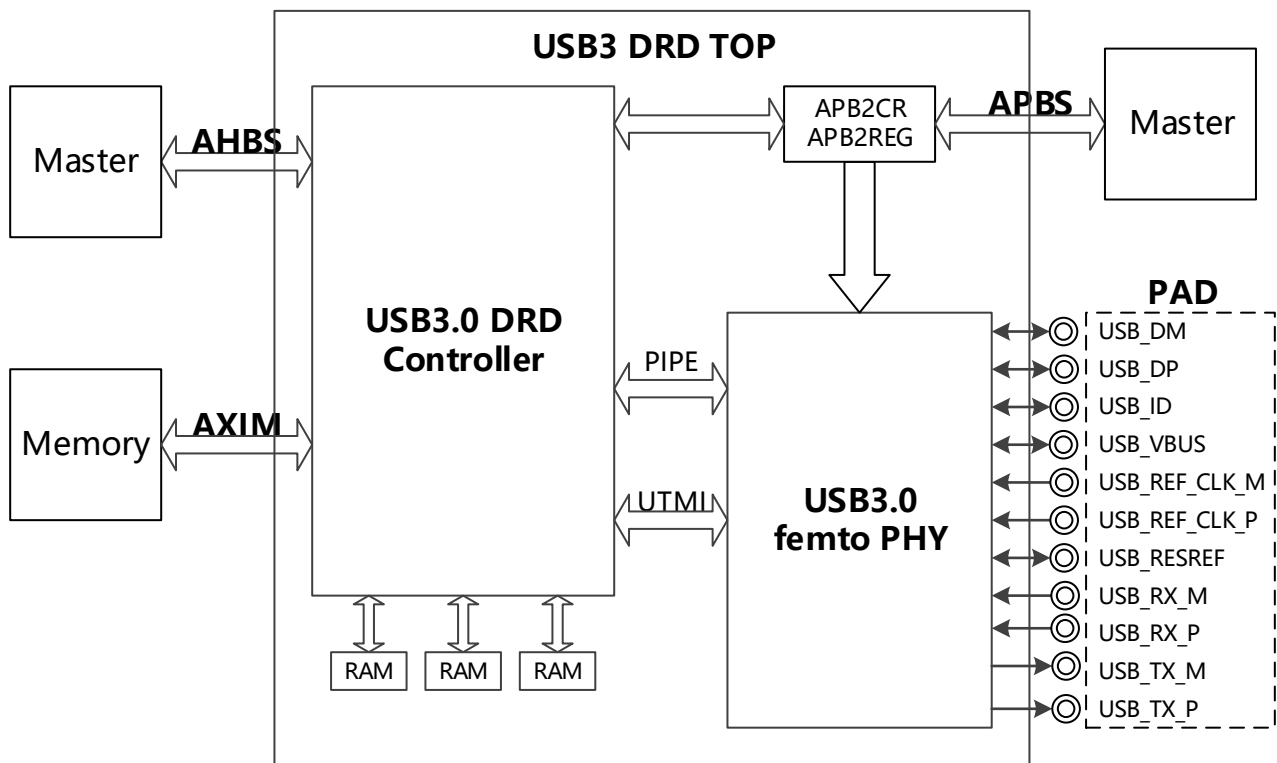 USB3 DRD TOP
Master
AHBS
APB2CR
APB2REG
APBS
Master
USB3.0 DRD
Controller
PIPE
UTMI
Memory
AXIM
USB3.0
femto PHY
RAM
RAM
RAM
PAD
USB_DM
USB_DP
USB_ID
USB_VBUS
USB_REF_CLK_M
USB_REF_CLK_P
USB_RESREF
USB_RX_M
USB_RX_P
USB_TX_M
USB_TX_P